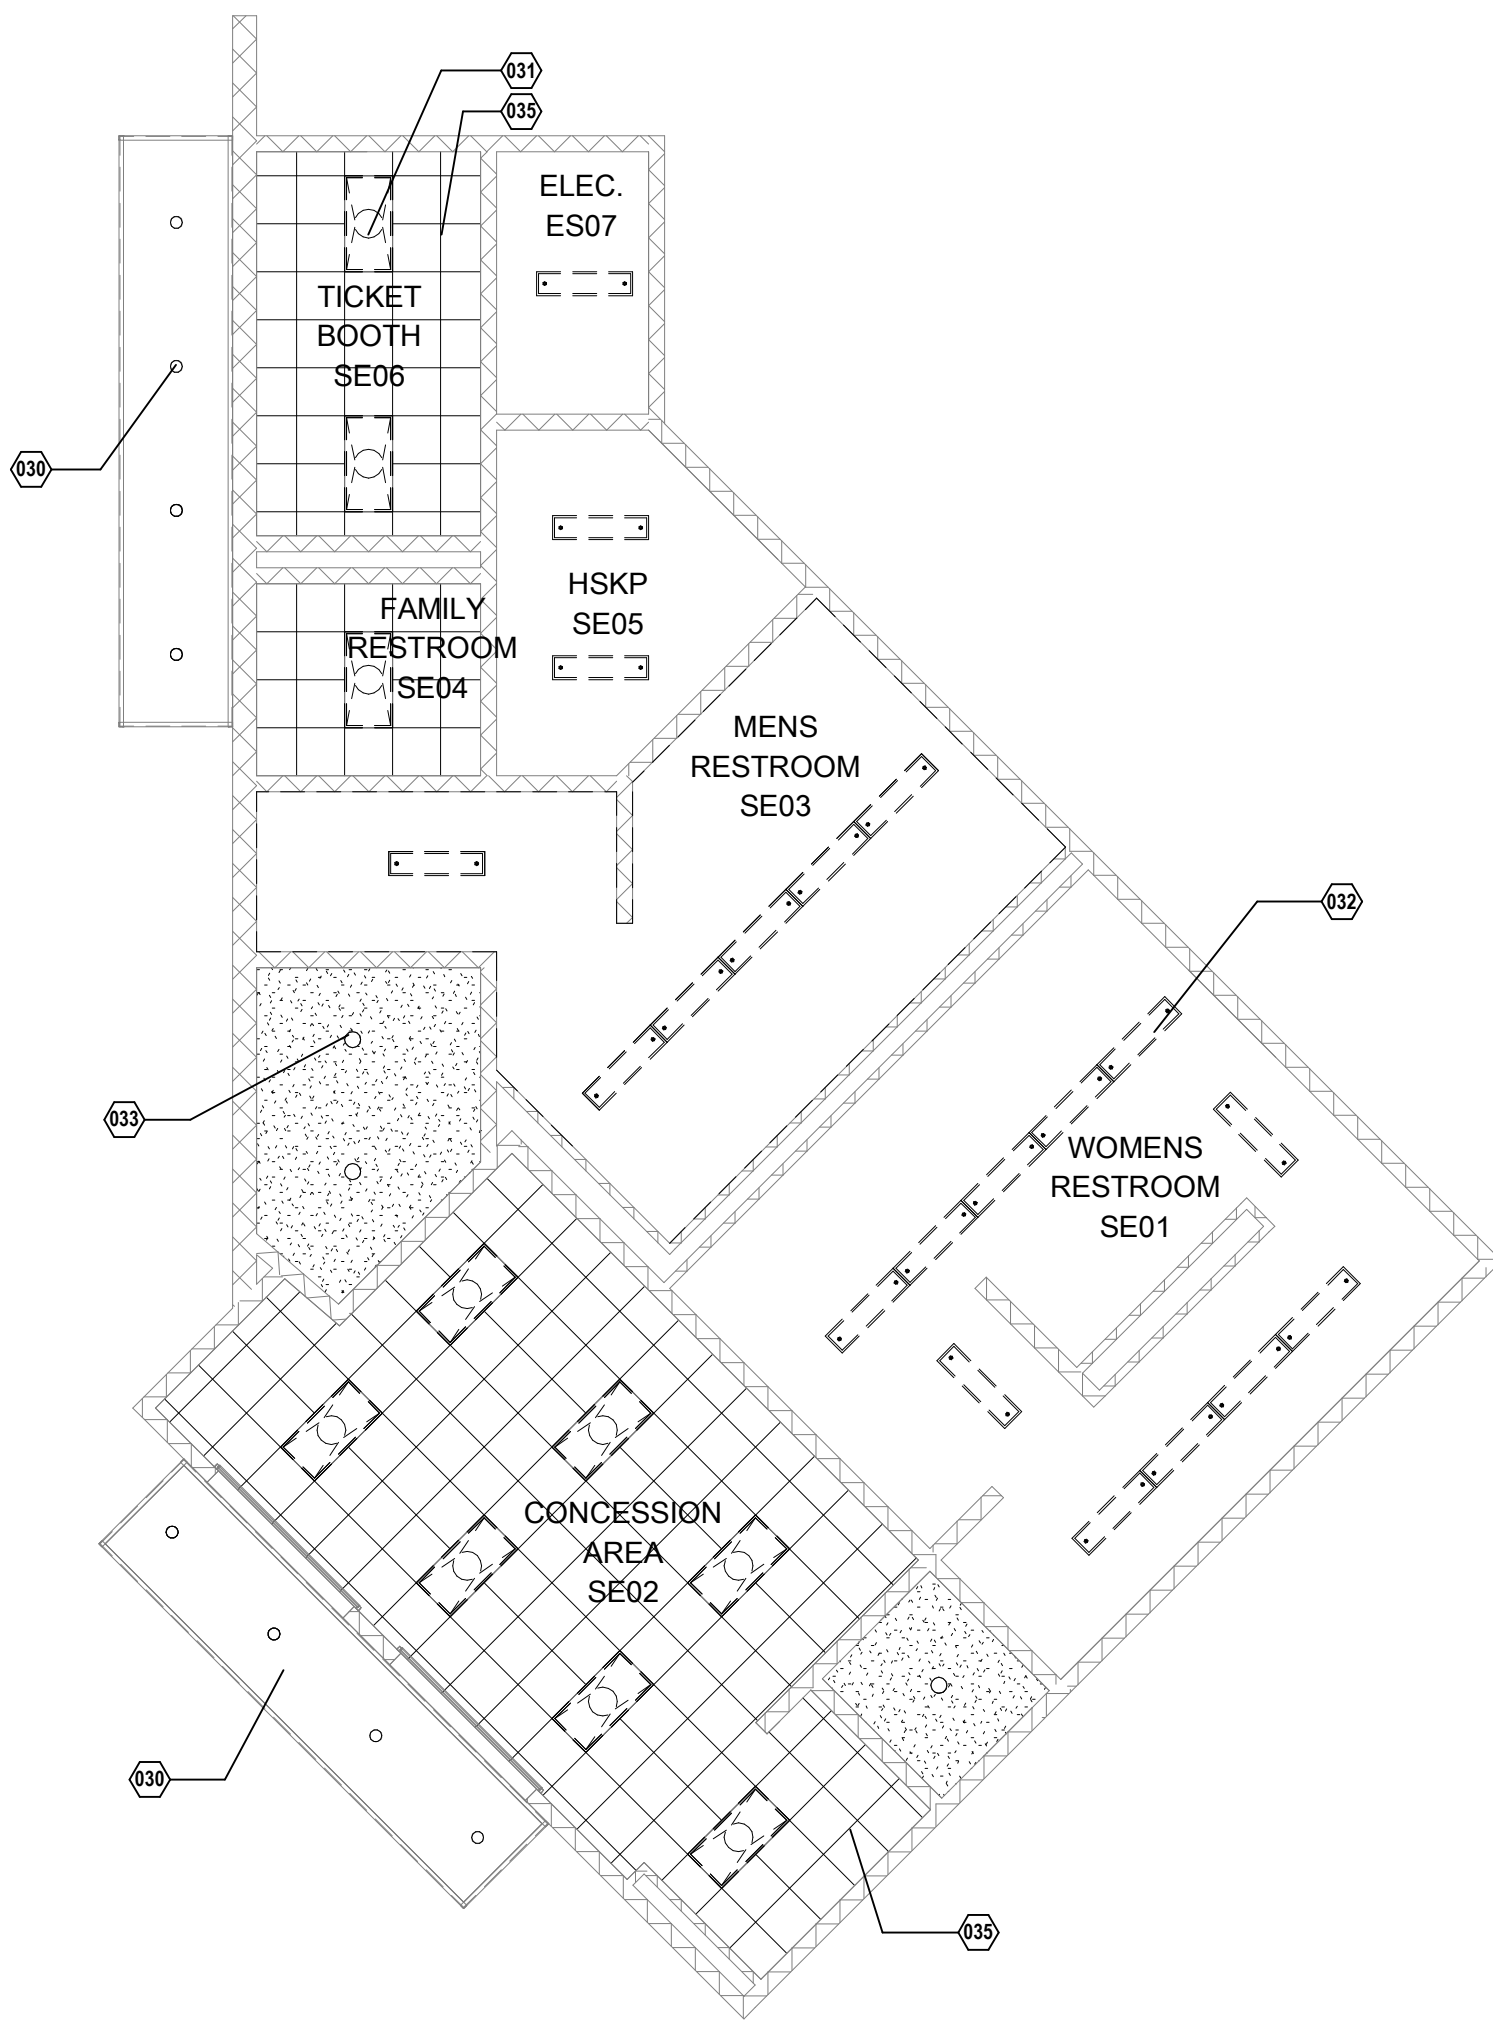 031
035
ELEC.
ES07
TICKET
BOOTH
SE06
030
HSKP
SE05
FAMILY
RESTROOM
SE04
MENS
RESTROOM
SE03
032
033
WOMENS
RESTROOM
SE01
CONCESSION
AREA
SE02
030
035